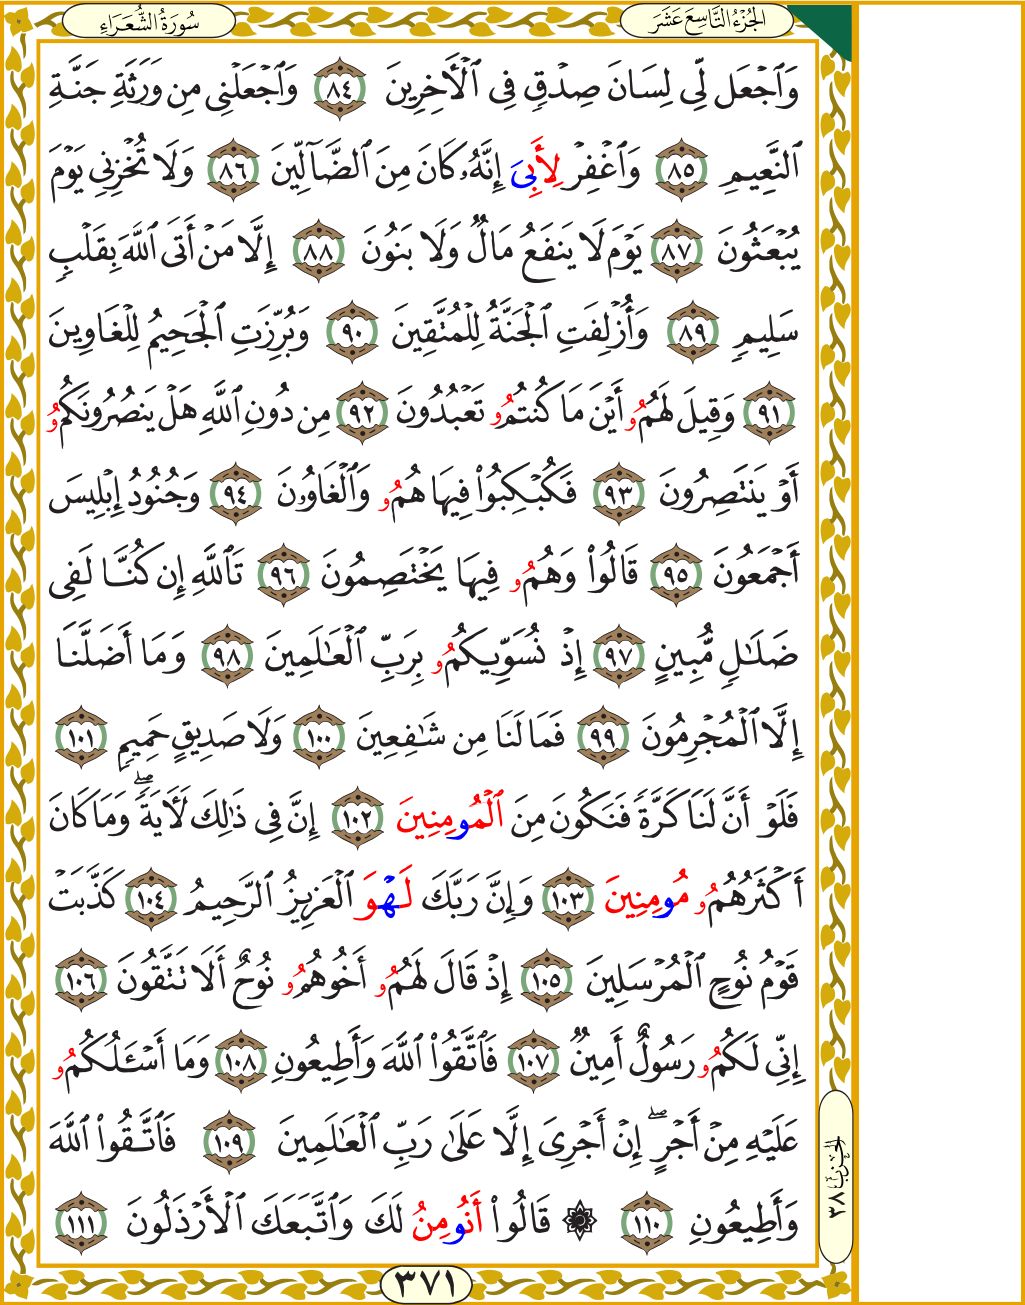 الجُزْءُ التَّاسِعَ عَشَرَ
سُورَةُ الشُّعَرَاءِ
وَٱجْعَل لِّى لِسَانَ صِدْقٍ فِى ٱلْأَخِرِينَ ٨٤ وَٱجْعَلْنِى مِن وَرَثَةِ جَنَّةِ
ٱلنَّعِيمِ ٨٥ وَٱغْفِرْ لِأَبِىَ إِنَّهُۥ كَانَ مِنَ ٱلضَّآلِّينَ ٨٦ وَلَا تُخْزِنِى يَوْمَ
يُبْعَثُونَ ٨٧ يَوْمَ لَا يَنفَعُ مَالٌ وَلَا بَنُونَ ٨٨ إِلَّا مَنْ أَتَى ٱللَّهَ بِقَلْبٍ
سَلِيمٍ ٨٩ وَأُزْلِفَتِ ٱلْجَنَّةُ لِلْمُتَّقِينَ ٩٠ وَبُرِّزَتِ ٱلْجَحِيمُ لِلْغَاوِينَ
٩١ وَقِيلَ لَهُمُۥ أَيْنَ مَا كُنتُمُۥ تَعْبُدُونَ ٩٢ مِن دُونِ ٱللَّهِ هَلْ يَنصُرُونَكُمُۥ
أَوْ يَنتَصِرُونَ ٩٣ فَكُبْكِبُوا۟ فِيهَا هُمُۥ وَٱلْغَاوُۥنَ ٩٤ وَجُنُودُ إِبْلِيسَ
أَجْمَعُونَ ٩٥ قَالُوا۟ وَهُمُۥ فِيهَا يَخْتَصِمُونَ ٩٦ تَٱللَّهِ إِن كُنَّا لَفِى
ضَلَٰلٍ مُّبِينٍ ٩٧ إِذْ نُسَوِّيكُمُۥ بِرَبِّ ٱلْعَٰلَمِينَ ٩٨ وَمَا أَضَلَّنَا
إِلَّا ٱلْمُجْرِمُونَ ٩٩ فَمَا لَنَا مِن شَٰفِعِينَ ١٠٠ وَلَا صَدِيقٍ حَمِيمٍ ١٠١
فَلَوْ أَنَّ لَنَا كَرَّةً فَنَكُونَ مِنَ ٱلْمُومِنِينَ ١٠٢ إِنَّ فِى ذَٰلِكَ لَأَيَةً ۖ وَمَا كَانَ
أَكْثَرُهُمُۥ مُومِنِينَ ١٠٣ وَإِنَّ رَبَّكَ لَهْوَ ٱلْعَزِيزُ ٱلرَّحِيمُ ١٠٤ كَذَّبَتْ
قَوْمُ نُوحٍ ٱلْمُرْسَلِينَ ١٠٥ إِذْ قَالَ لَهُمُۥ أَخُوهُمُۥ نُوحٌ أَلَا تَتَّقُونَ ١٠٦
إِنِّى لَكُمُۥ رَسُولٌ أَمِينٌ ١٠٧ فَٱتَّقُوا۟ ٱللَّهَ وَأَطِيعُونِ ١٠٨ وَمَا أَسْـَٔلُكُمُۥ
عَلَيْهِ مِنْ أَجْرٍ ۖ إِنْ أَجْرِىَ إِلَّا عَلَىٰ رَبِّ ٱلْعَٰلَمِينَ ١٠٩ فَٱتَّقُوا۟ ٱللَّهَ
وَأَطِيعُونِ ١١٠ ۞ قَالُوا۟ أَنُومِنُ لَكَ وَٱتَّبَعَكَ ٱلْأَرْذَلُونَ ١١١
الحِزْبُ ٣٨
٣٧١